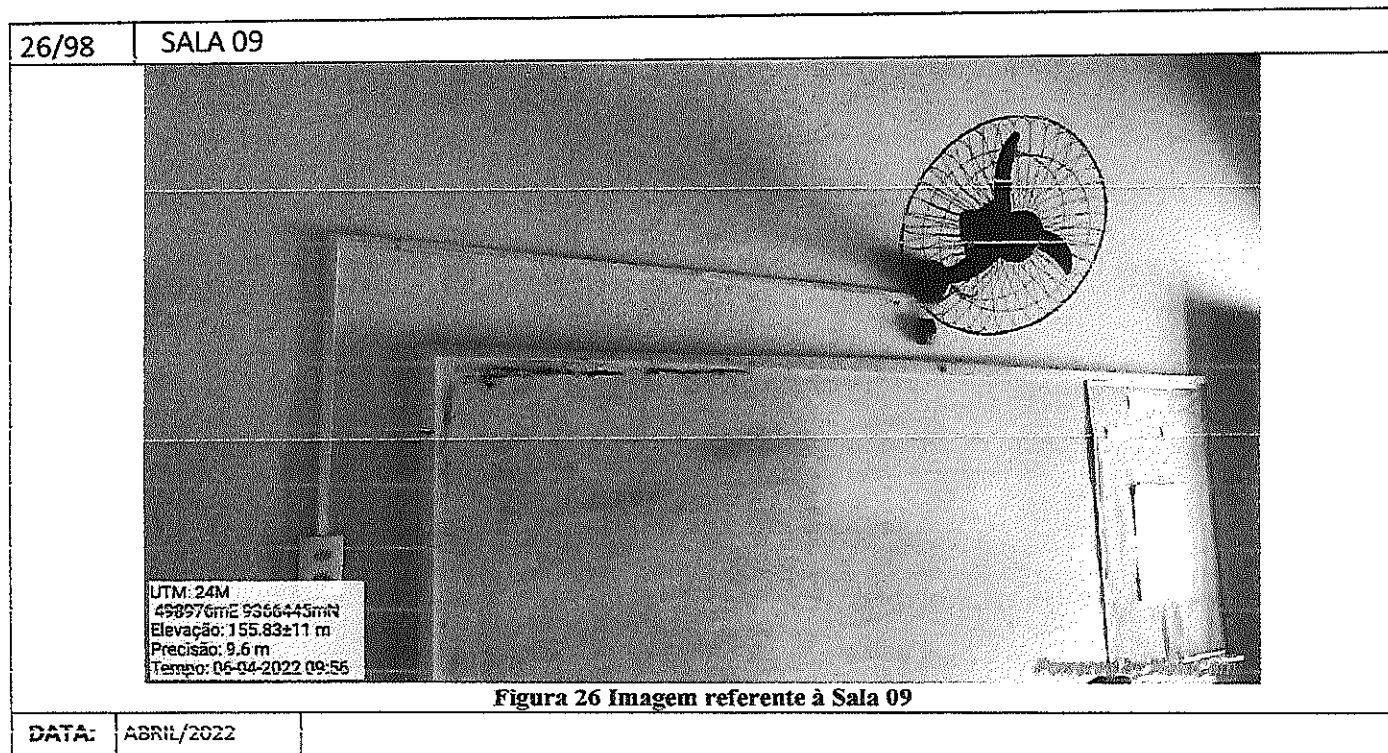 26/98 SALA 09
UTM: 24M
498976mE 9366445mN
Elevação: 155.83±11 m
Precisão: 9.6 m
Tempo: 06-04-2022 09:56
Figura 26 Imagem referente à Sala 09
DATA: ABRIL/2022